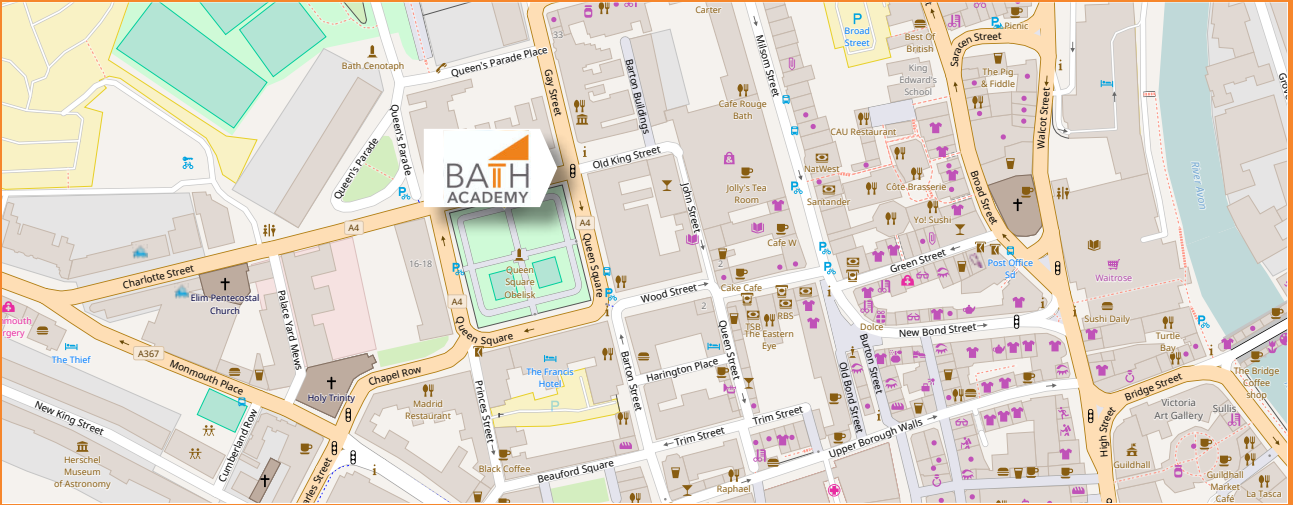 Carter
33
Bath Cenotaph
Queen's Parade Place
Gay Street
Barton Buildings
Milsom Street
Broad
Street
Best Of
British
Saracen Street
Picnic
King
Edward's
School
The Pig
& Fiddle
Walcot Street
Cafe Rouge
Bath
CAU Restaurant
Queen's Parade
Queen's Parade
BATH
ACADEMY
Old King Street
NatWest
Côte Brasserie
Jolly's Tea
Room
Santander
John Street
Yo! Sushi
Broad Street
River Avon
A4
A4
Charlotte Street
16-18
Queen
Square
Obelisk
Queen Square
Cafe W
Green Street
Post Office
Waitrose
Elim Pentecostal
Church
Palace Yard Mews
A4
Wood Street
2
Cake Cafe
2
RBS
TSB
The Eastern
Eye
Dolce
New Bond Street
Sushi Daily
Turtle
Bay
The Thief
A367
Monmouth Place
Queen Square
Chapel Row
The Francis
Hotel
P
Harington Place
Barton Street
Queen Street
Burton Street
Old Bond Street
The Bridge
Coffee
shop
Bridge Street
Holy Trinity
Madrid
Restaurant
Princes Street
New King Street
Cumberland Row
Trim Street
Trim Street
Upper Borough Walls
High Street
Victoria
Art Gallery
Sullis
Herschel
Museum
of Astronomy
Black Coffee
Beauford Square
Raphael
Guildhall
Guildhall
Market
Café
La Tasca